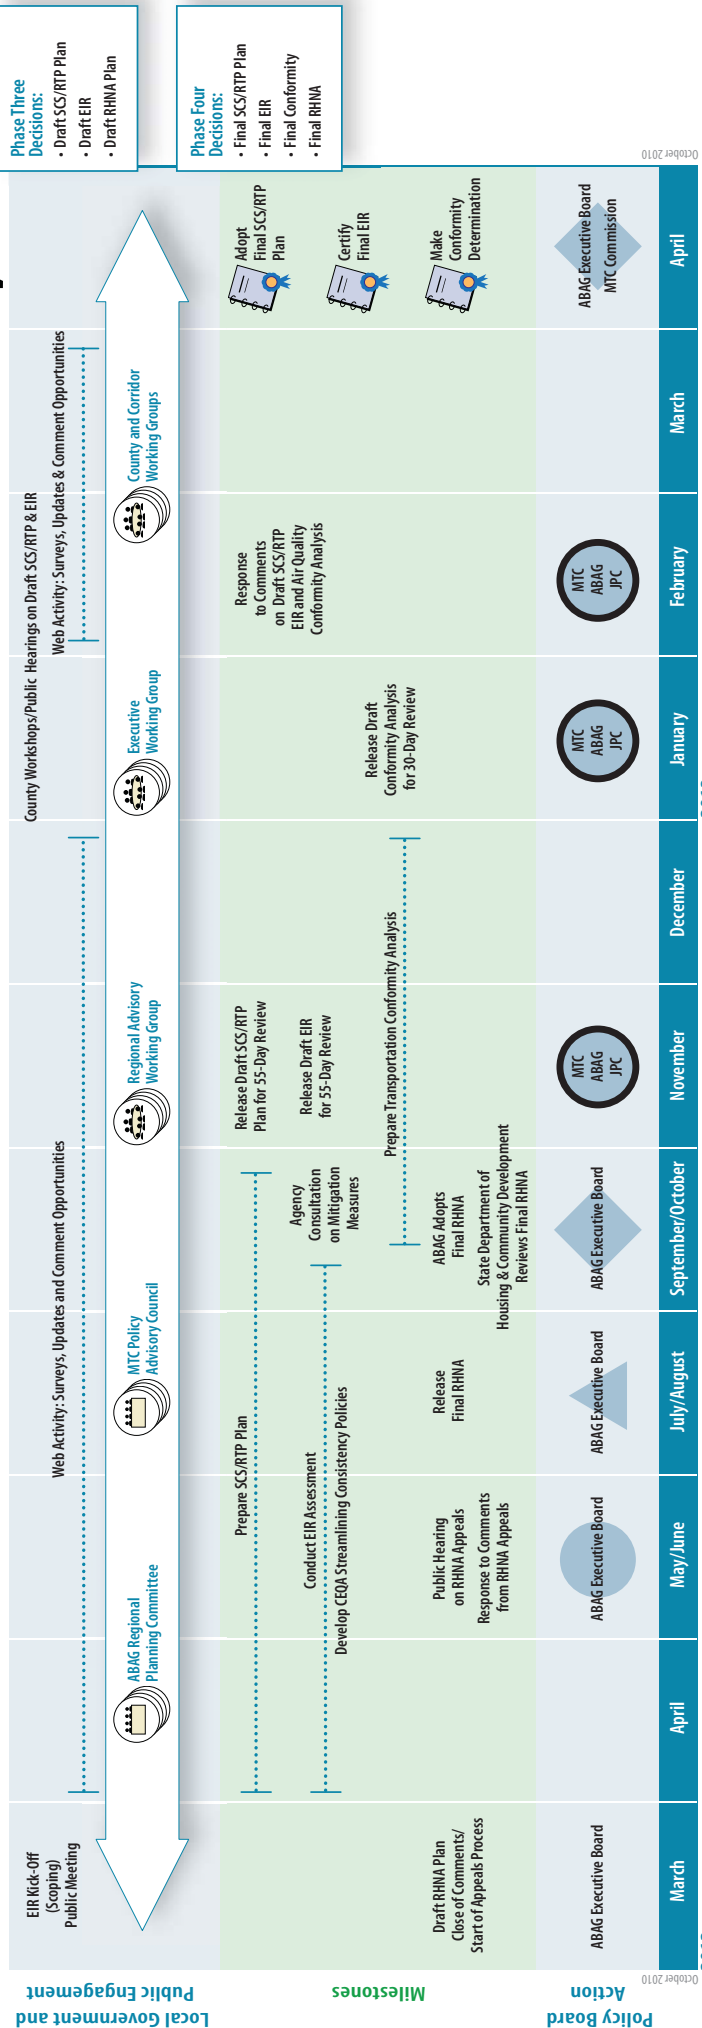 Phase Three
Decisions:
• Draft SCS/RTP Plan
• Draft EIR
• Draft RHNA Plan
Phase Four
Decisions:
• Final SCS/RTP Plan
• Final EIR
• Final Conformity
• Final RHNA
Local Government and
Public Engagement
EIR Kick-Off
(Scoping)
Public Meeting
Web Activity: Surveys, Updates and Comment Opportunities
County Workshops/Public Hearings on Draft SCS/RTP & EIR
Web Activity: Surveys, Updates & Comment Opportunities
ABAG Regional
Planning Committee
MTC Policy
Advisory Council
Regional Advisory
Working Group
Executive
Working Group
County and Corridor
Working Groups
Milestones
Prepare SCS/RTP Plan
Release Draft SCS/RTP
Plan for 55-Day Review
Response
to Comments
on Draft SCS/RTP
EIR and Air Quality
Conformity Analysis
Adopt
Final SCS/RTP
Plan
Conduct EIR Assessment
Develop CEQA Streamlining Consistency Policies
Agency
Consultation
on Mitigation
Measures
Release Draft EIR
for 55-Day Review
Certify
Final EIR
Prepare Transportation Conformity Analysis
Release Draft
Conformity Analysis
for 30-Day Review
Draft RHNA Plan
Close of Comments/
Start of Appeals Process
Public Hearing
on RHNA Appeals
Response to Comments
from RHNA Appeals
Release
Final RHNA
ABAG Adopts
Final RHNA
State Department of
Housing & Community Development
Reviews Final RHNA
Make
Conformity
Determination
Policy Board
Action
ABAG Executive Board
ABAG Executive Board
ABAG Executive Board
ABAG Executive Board
MTC
ABAG
JPC
MTC
ABAG
JPC
MTC
ABAG
JPC
ABAG Executive Board
MTC Commission
March
April
May/June
July/August
September/October
November
December
January
February
March
April
October 2010
October 2010